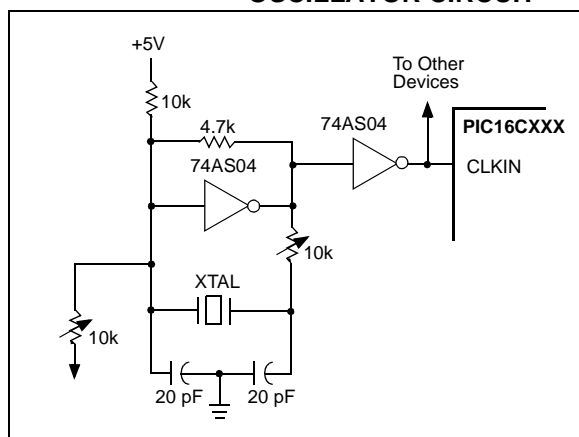 OSCILLATOR CIRCUIT
+5V
To Other
Devices
10k
4.7k
74AS04
PIC16CXXX
74AS04
CLKIN
10k
XTAL
10k
20 pF
20 pF